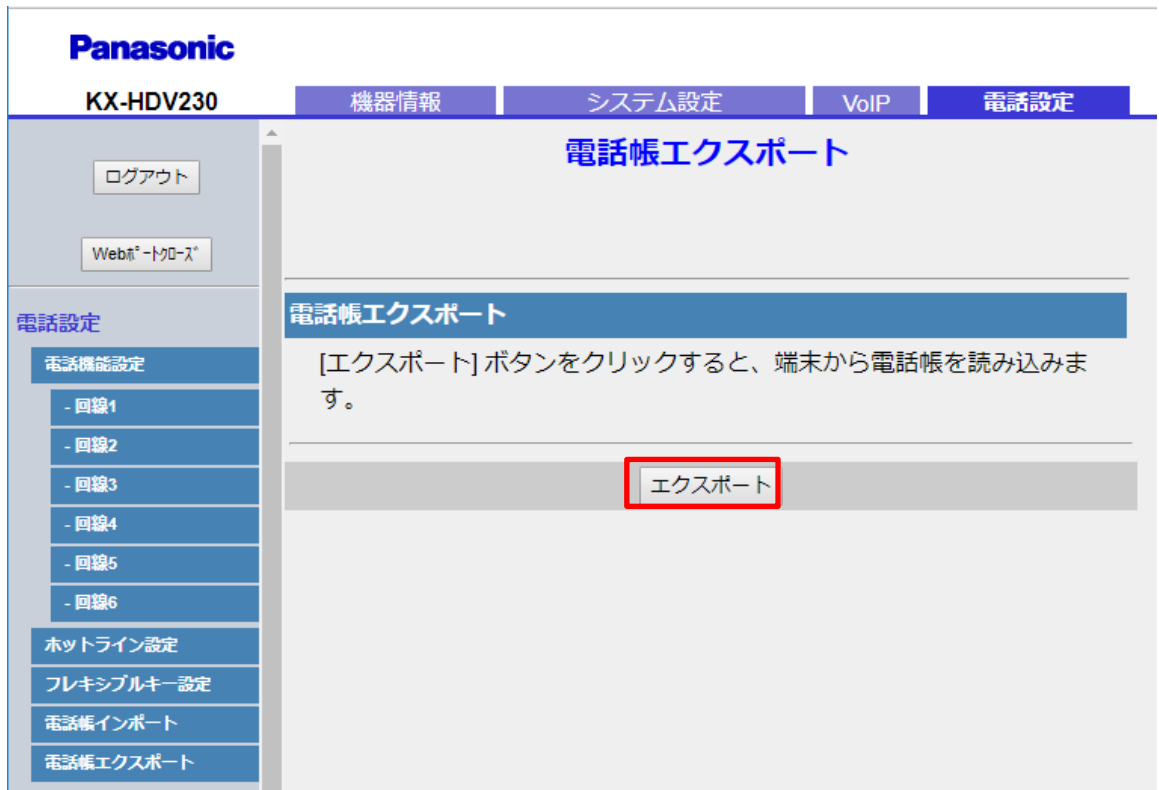 Panasonic
KX-HDV230
機器情報
システム設定
VoIP
電話設定
ログアウト
Webﾎﾟｰﾄｸﾛｰｽﾞ
電話設定
電話機能設定
- 回線1
- 回線2
- 回線3
- 回線4
- 回線5
- 回線6
ホットライン設定
フレキシブルキー設定
電話帳インポート
電話帳エクスポート
電話帳エクスポート
電話帳エクスポート
[エクスポート] ボタンをクリックすると、端末から電話帳を読み込みま
す。
エクスポート